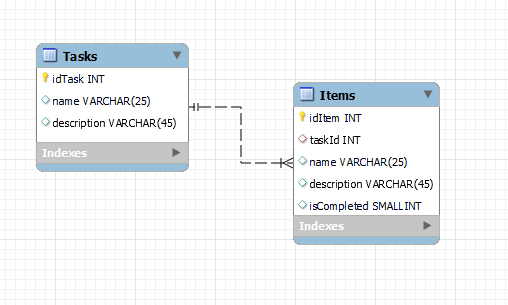 Tasks
idTask INT
name VARCHAR(25)
description VARCHAR(45)
Indexes
Items
idItem INT
taskId INT
name VARCHAR(25)
description VARCHAR(45)
isCompleted SMALLINT
Indexes